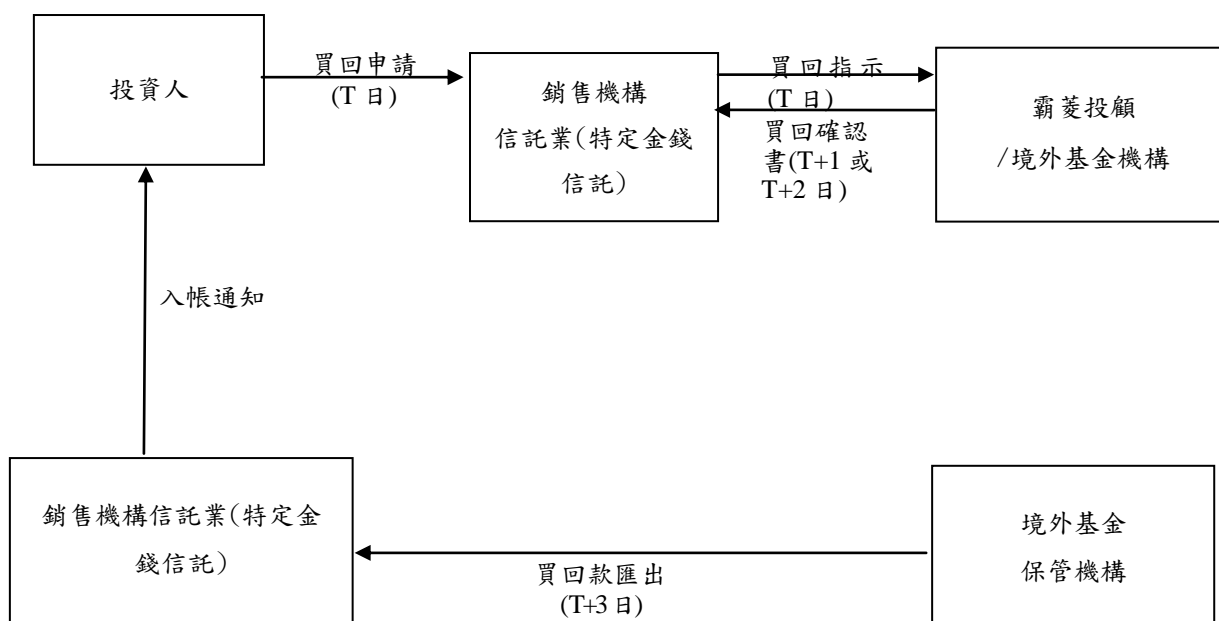 投資人
買回申請
(T 日)
銷售機構
信託業(特定金錢
信託)
買回指示
(T 日)
買回確認
書(T+1 或
T+2 日)
霸菱投顧
/境外基金機構
入帳通知
銷售機構信託業(特定金
錢信託)
買回款匯出
(T+3 日)
境外基金
保管機構